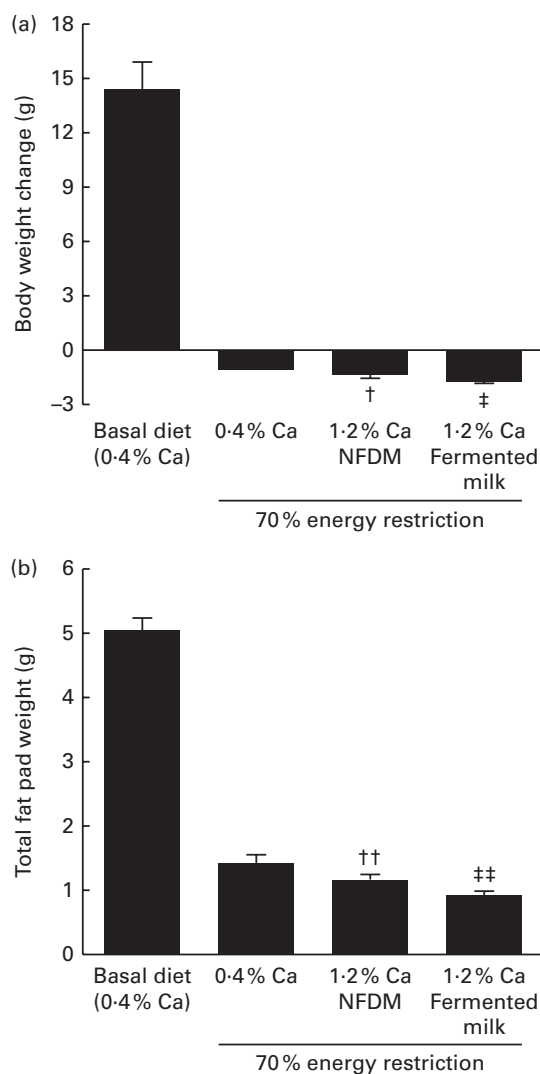 (a)
18
15
12
9
6
3
0
–3
Body weight change (g)
†
‡
Basal diet
(0·4% Ca)
0·4% Ca
1·2% Ca
NFDM
1·2% Ca
Fermented
milk
70% energy restriction
(b)
6
5
4
3
2
1
0
Total fat pad weight (g)
††
‡‡
Basal diet
(0·4% Ca)
0·4% Ca
1·2% Ca
NFDM
1·2% Ca
Fermented
milk
70% energy restriction